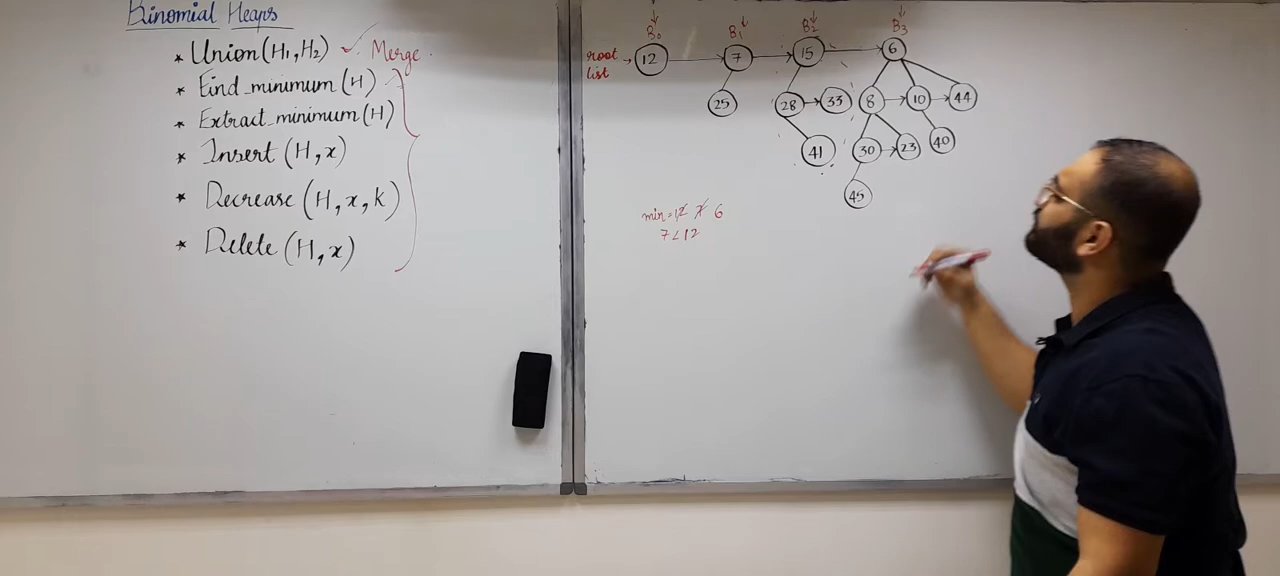 Binomial Heaps
* Union(H1,H2) ✓ Merge.
* Find_minimum(H)
* Extract_minimum(H)
* Insert(H,x)
* Decrease(H,x,k)
* Delete(H,x)
B0 B1 B2 B3
root list → 12 → 7 → 15 → 6
25 28 → 33 8 → 10 → 44
41 30 → 23 40
45
min = 12 7 6
7<12